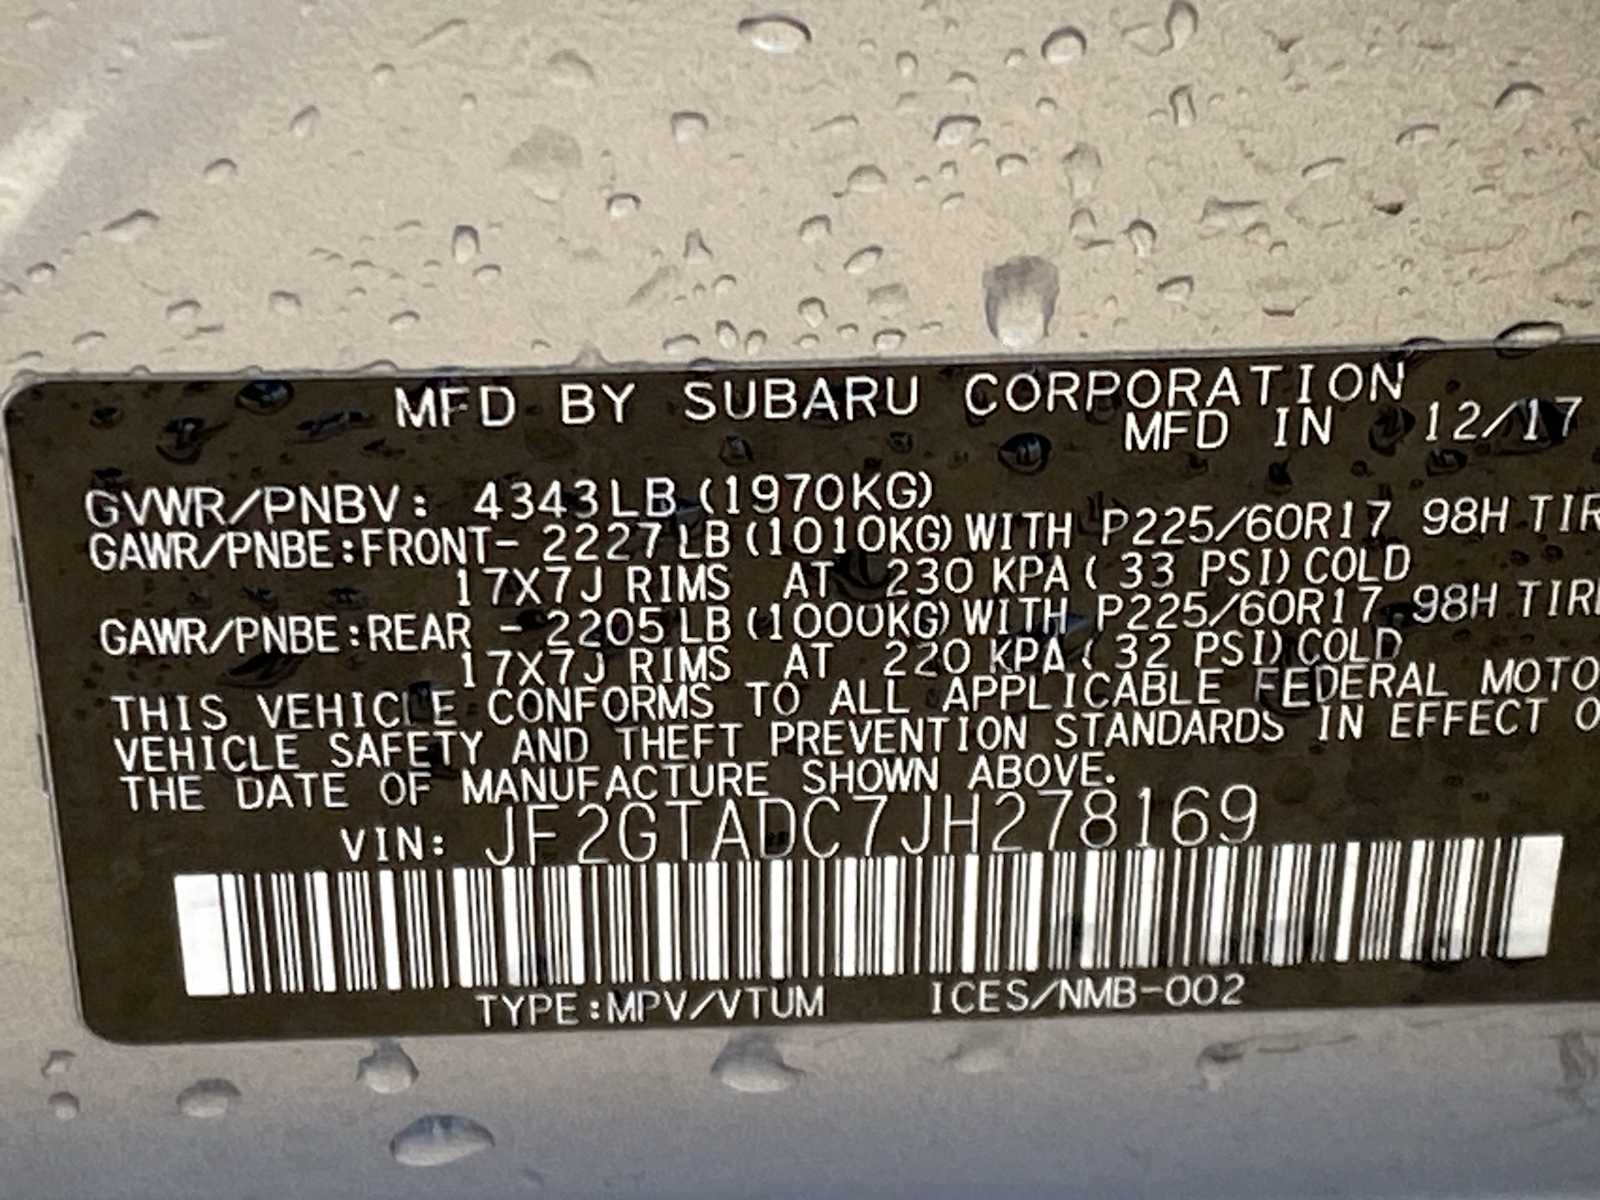 MFD BY SUBARU CORPORATION
MFD IN 12/17
GVWR/PNBV: 4343LB(1970KG)
GAWR/PNBE:FRONT- 2227LB(1010KG)WITH P225/60R17 98H TIR
17X7J RIMS AT 230 KPA( 33 PSI)COLD
GAWR/PNBE:REAR - 2205LB(1000KG)WITH P225/60R17 98H TIR
17X7J RIMS AT 220 KPA( 32 PSI)COLD
THIS VEHICLE CONFORMS TO ALL APPLICABLE FEDERAL MOTO
VEHICLE SAFETY AND THEFT PREVENTION STANDARDS IN EFFECT O
THE DATE OF MANUFACTURE SHOWN ABOVE.
VIN: JF2GTADC7JH278169
TYPE:MPV/VTUM ICES/NMB-002